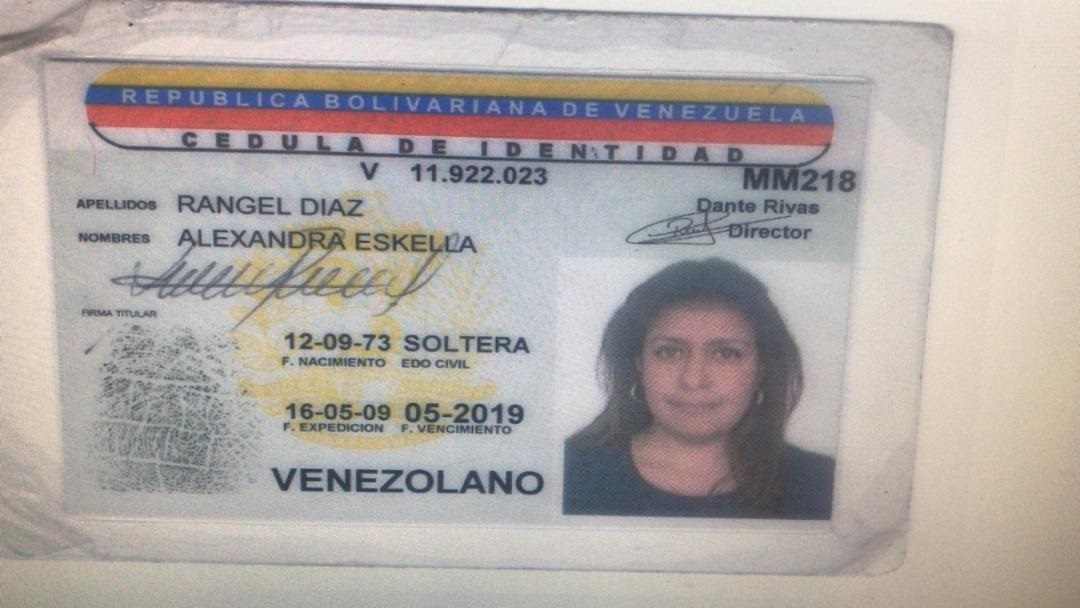 REPUBLICA BOLIVARIANA DE VENEZUELA
CEDULA DE IDENTIDAD
V 11.922.023
MM218
APELLIDOS RANGEL DIAZ
Dante Rivas
NOMBRES ALEXANDRA ESKELLA
Director
FIRMA TITULAR
12-09-73 SOLTERA
F. NACIMIENTO EDO CIVIL
16-05-09 05-2019
F. EXPEDICION F. VENCIMIENTO
VENEZOLANO